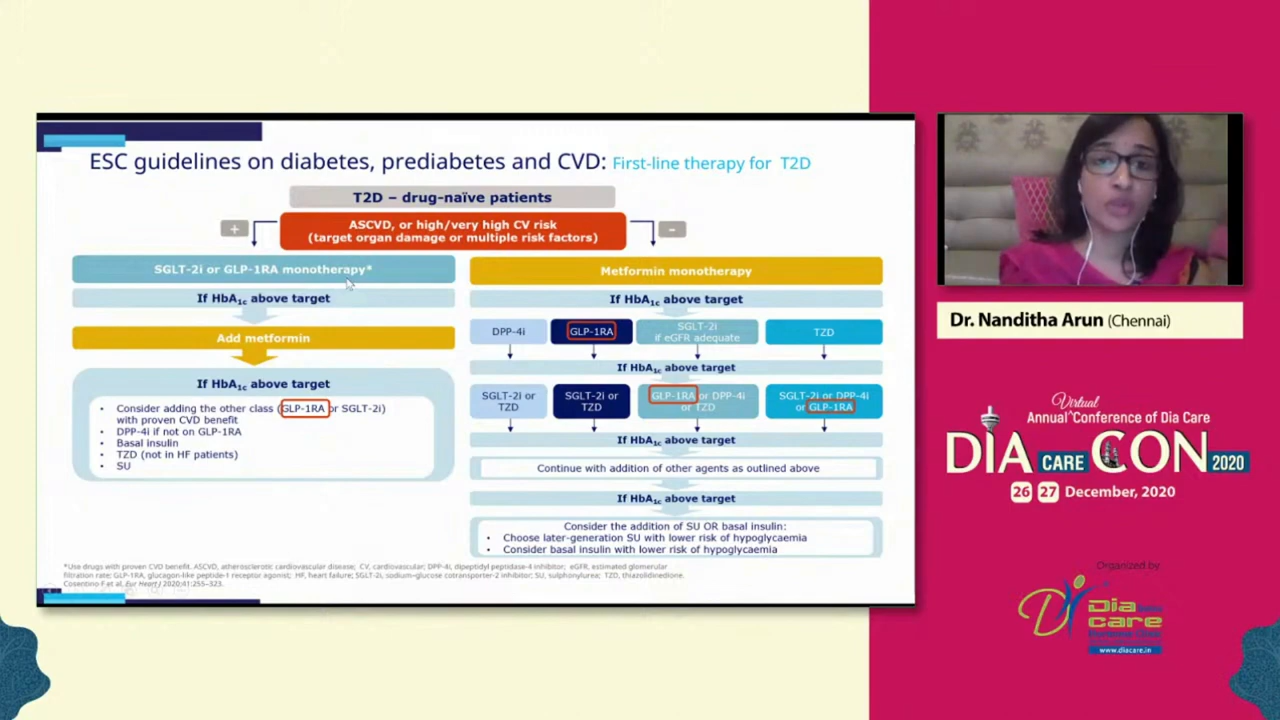 ESC guidelines on diabetes, prediabetes and CVD: First-line therapy for T2D
T2D – drug-naïve patients
+
ASCVD, or high/very high CV risk
(target organ damage or multiple risk factors)
–
SGLT-2i or GLP-1RA monotherapy*
If HbA1c above target
Add metformin
If HbA1c above target
• Consider adding the other class (GLP-1RA or SGLT-2i)
with proven CVD benefit
• DPP-4i if not on GLP-1RA
• Basal insulin
• TZD (not in HF patients)
• SU
Metformin monotherapy
If HbA1c above target
DPP-4i
GLP-1RA
SGLT-2i
if eGFR adequate
TZD
If HbA1c above target
SGLT-2i or
TZD
SGLT-2i or
TZD
GLP-1RA or DPP-4i
or TZD
SGLT-2i or DPP-4i
or GLP-1RA
If HbA1c above target
Continue with addition of other agents as outlined above
If HbA1c above target
Consider the addition of SU OR basal insulin:
• Choose later-generation SU with lower risk of hypoglycaemia
• Consider basal insulin with lower risk of hypoglycaemia
*Use drugs with proven CVD benefit. ASCVD, atherosclerotic cardiovascular disease; CV, cardiovascular; DPP-4i, dipeptidyl peptidase-4 inhibitor; eGFR, estimated glomerular
filtration rate; GLP-1RA, glucagon-like peptide-1 receptor agonist; HF, heart failure; SGLT-2i, sodium–glucose cotransporter-2 inhibitor; SU, sulphonylurea; TZD, thiazolidinedione.
Cosentino F et al. Eur Heart J 2020;41:255–323.
Dr. Nanditha Arun (Chennai)
Virtual
Annual^Conference of Dia Care
DIA CARE CON 2020
26 27 December, 2020
Organized by
Dia
care
www.diacare.in